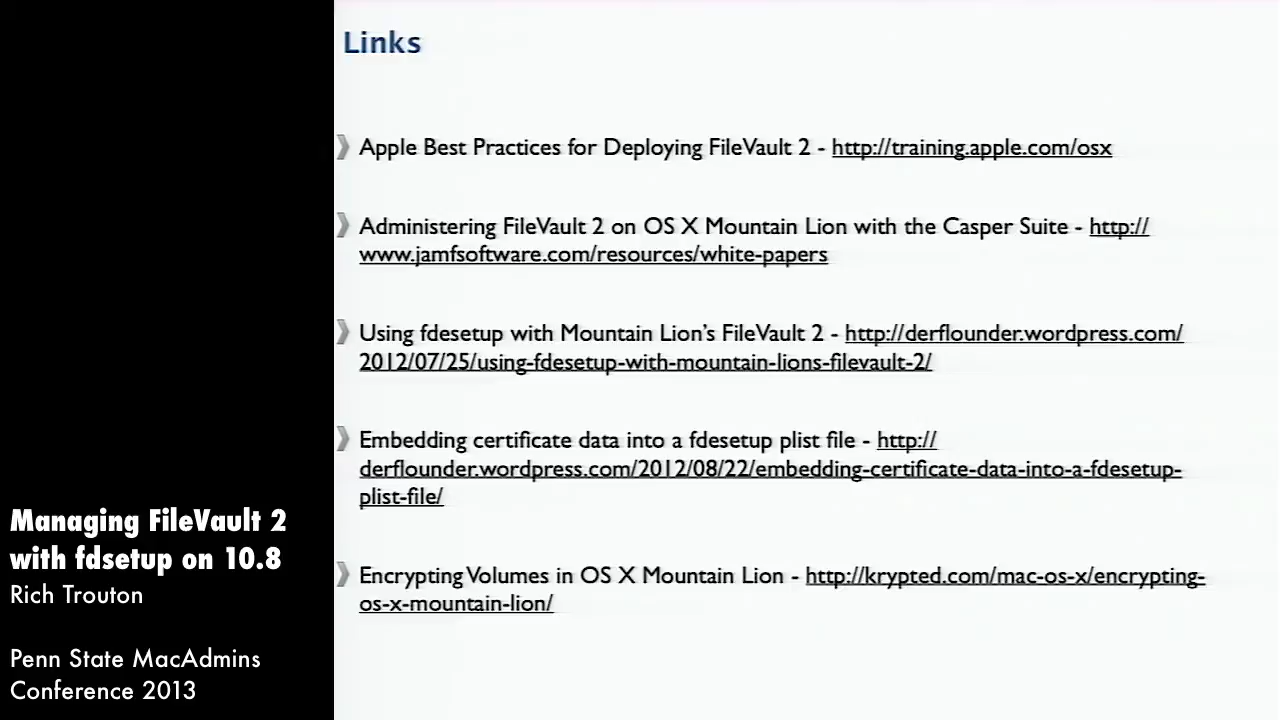 Links
Apple Best Practices for Deploying FileVault 2 - http://training.apple.com/osx
Administering FileVault 2 on OS X Mountain Lion with the Casper Suite - http://
www.jamfsoftware.com/resources/white-papers
Using fdesetup with Mountain Lion’s FileVault 2 - http://derflounder.wordpress.com/
2012/07/25/using-fdesetup-with-mountain-lions-filevault-2/
Embedding certificate data into a fdesetup plist file - http://
derflounder.wordpress.com/2012/08/22/embedding-certificate-data-into-a-fdesetup-
plist-file/
Encrypting Volumes in OS X Mountain Lion - http://krypted.com/mac-os-x/encrypting-
os-x-mountain-lion/
Managing FileVault 2
with fdsetup on 10.8
Rich Trouton
Penn State MacAdmins
Conference 2013